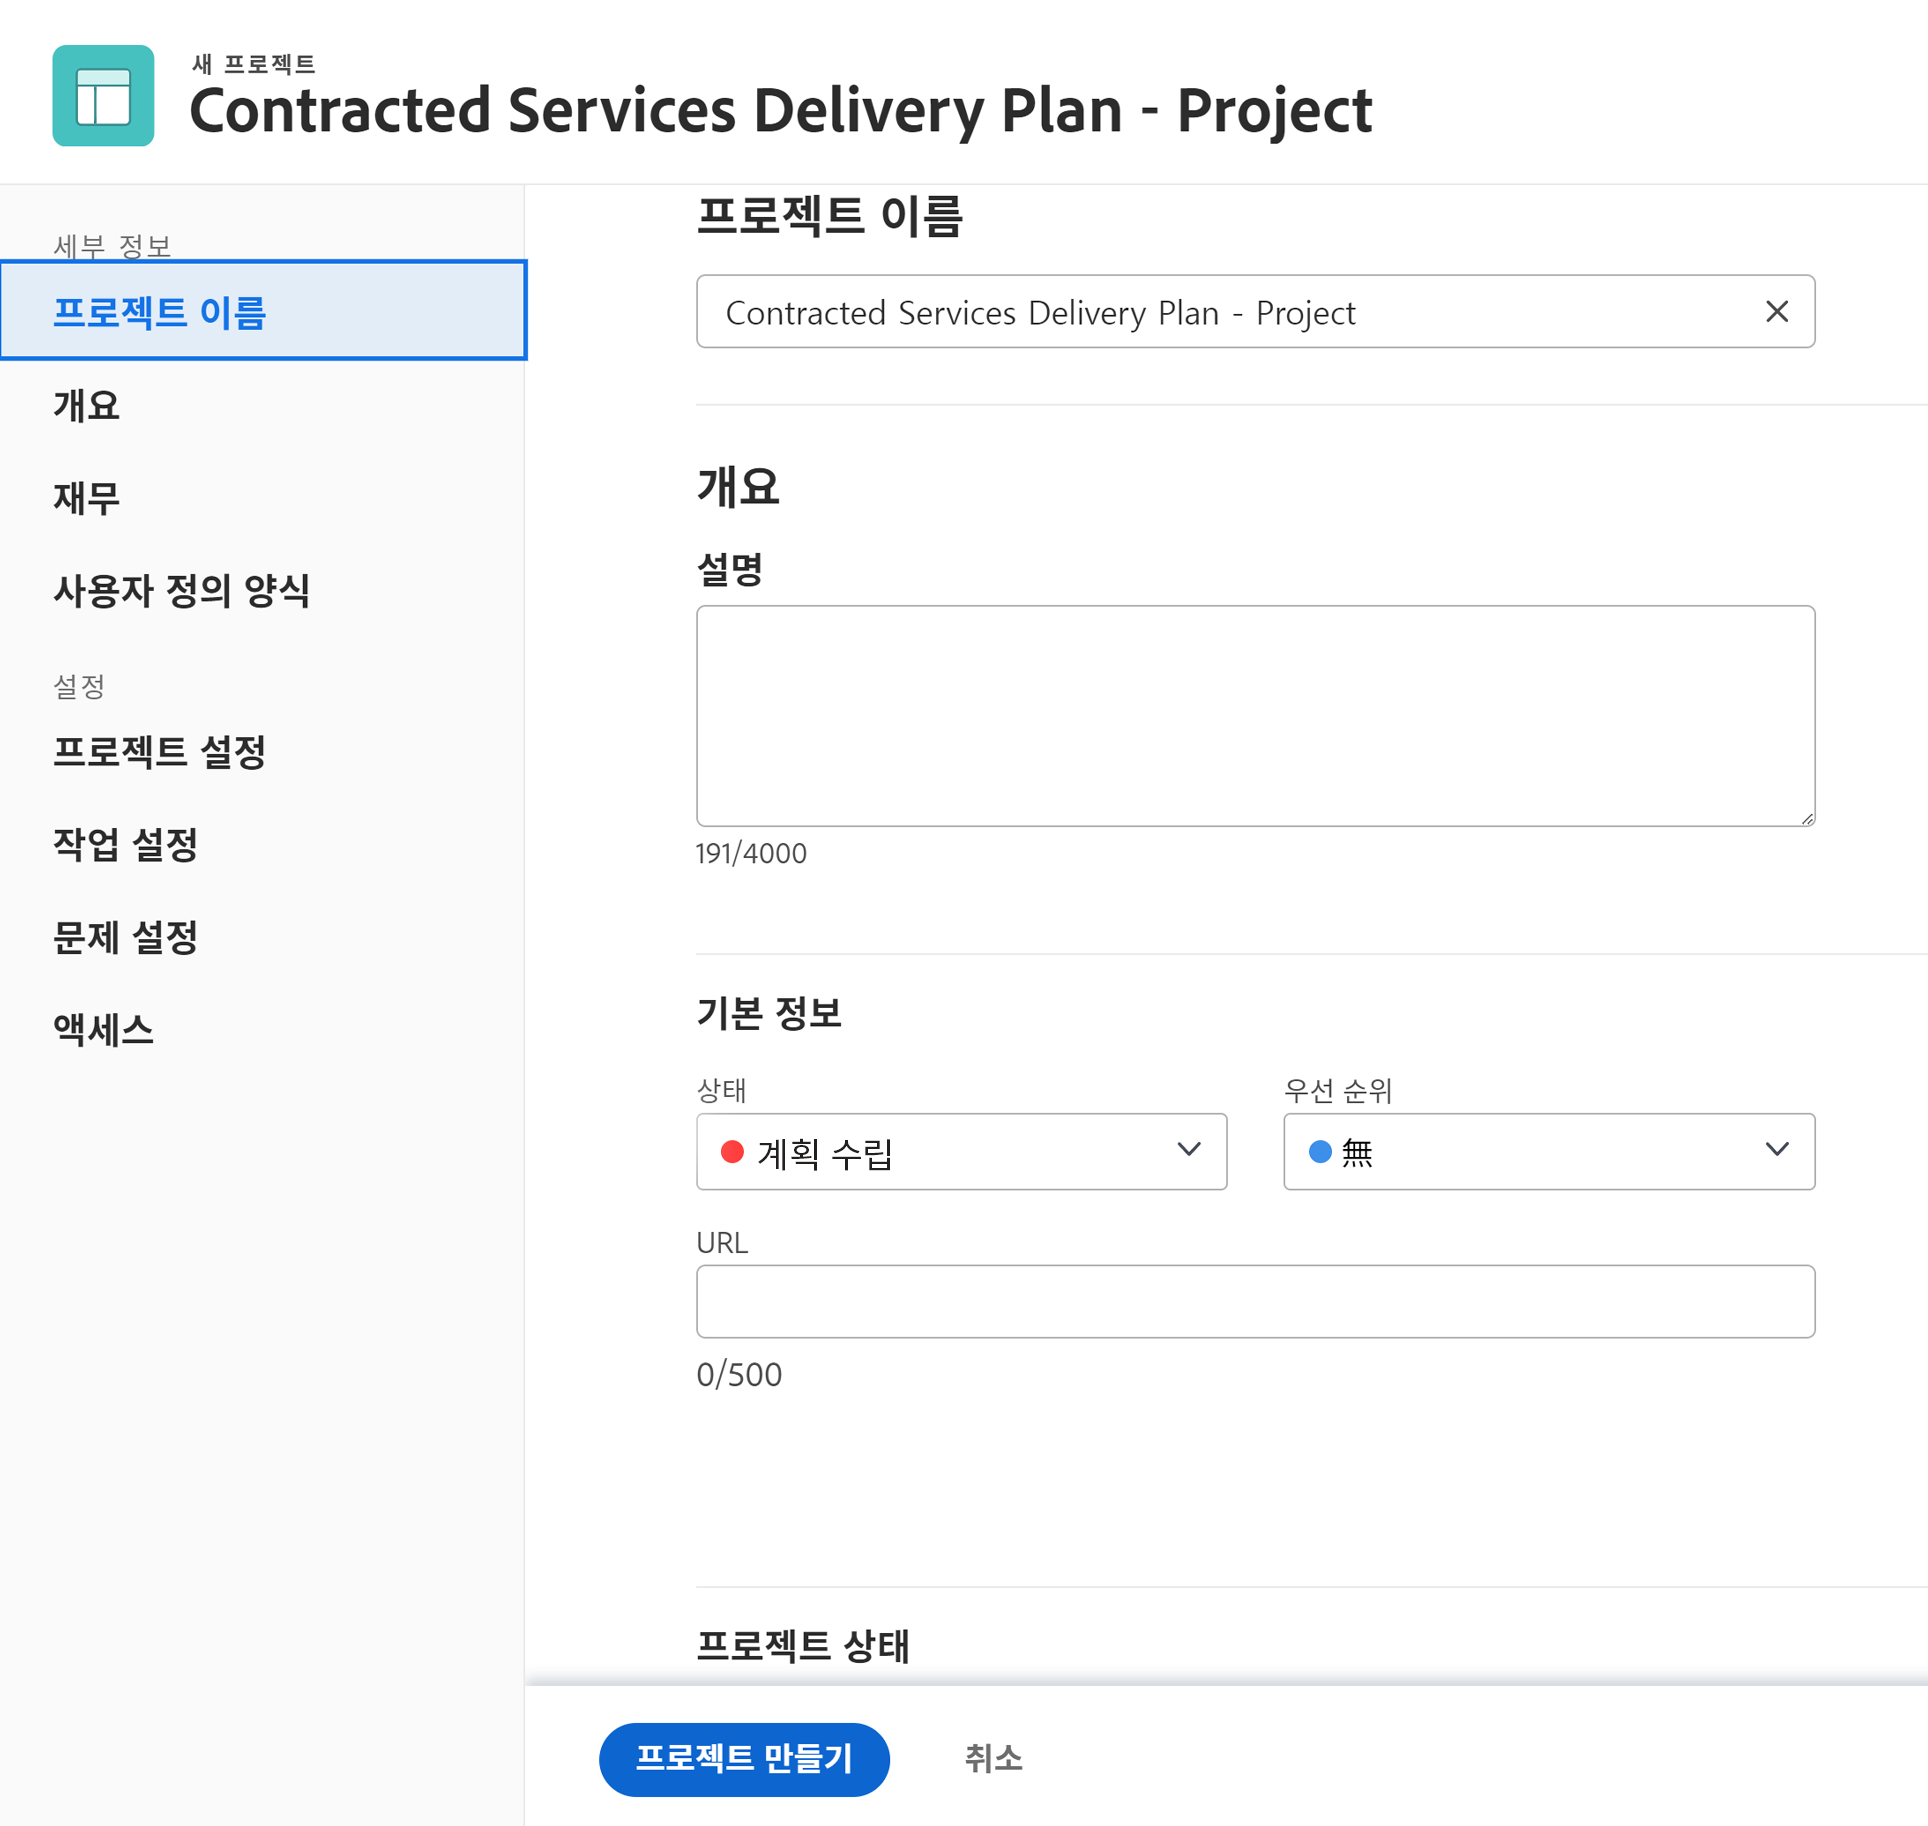 새 프로젝트
Contracted Services Delivery Plan - Project
세부 정보
프로젝트 이름
개요
재무
사용자 정의 양식
설정
프로젝트 설정
작업 설정
문제 설정
액세스
프로젝트 이름
Contracted Services Delivery Plan - Project
개요
설명
191/4000
기본 정보
상태
우선 순위
계획 수립
無
URL
0/500
프로젝트 상태
프로젝트 만들기
취소